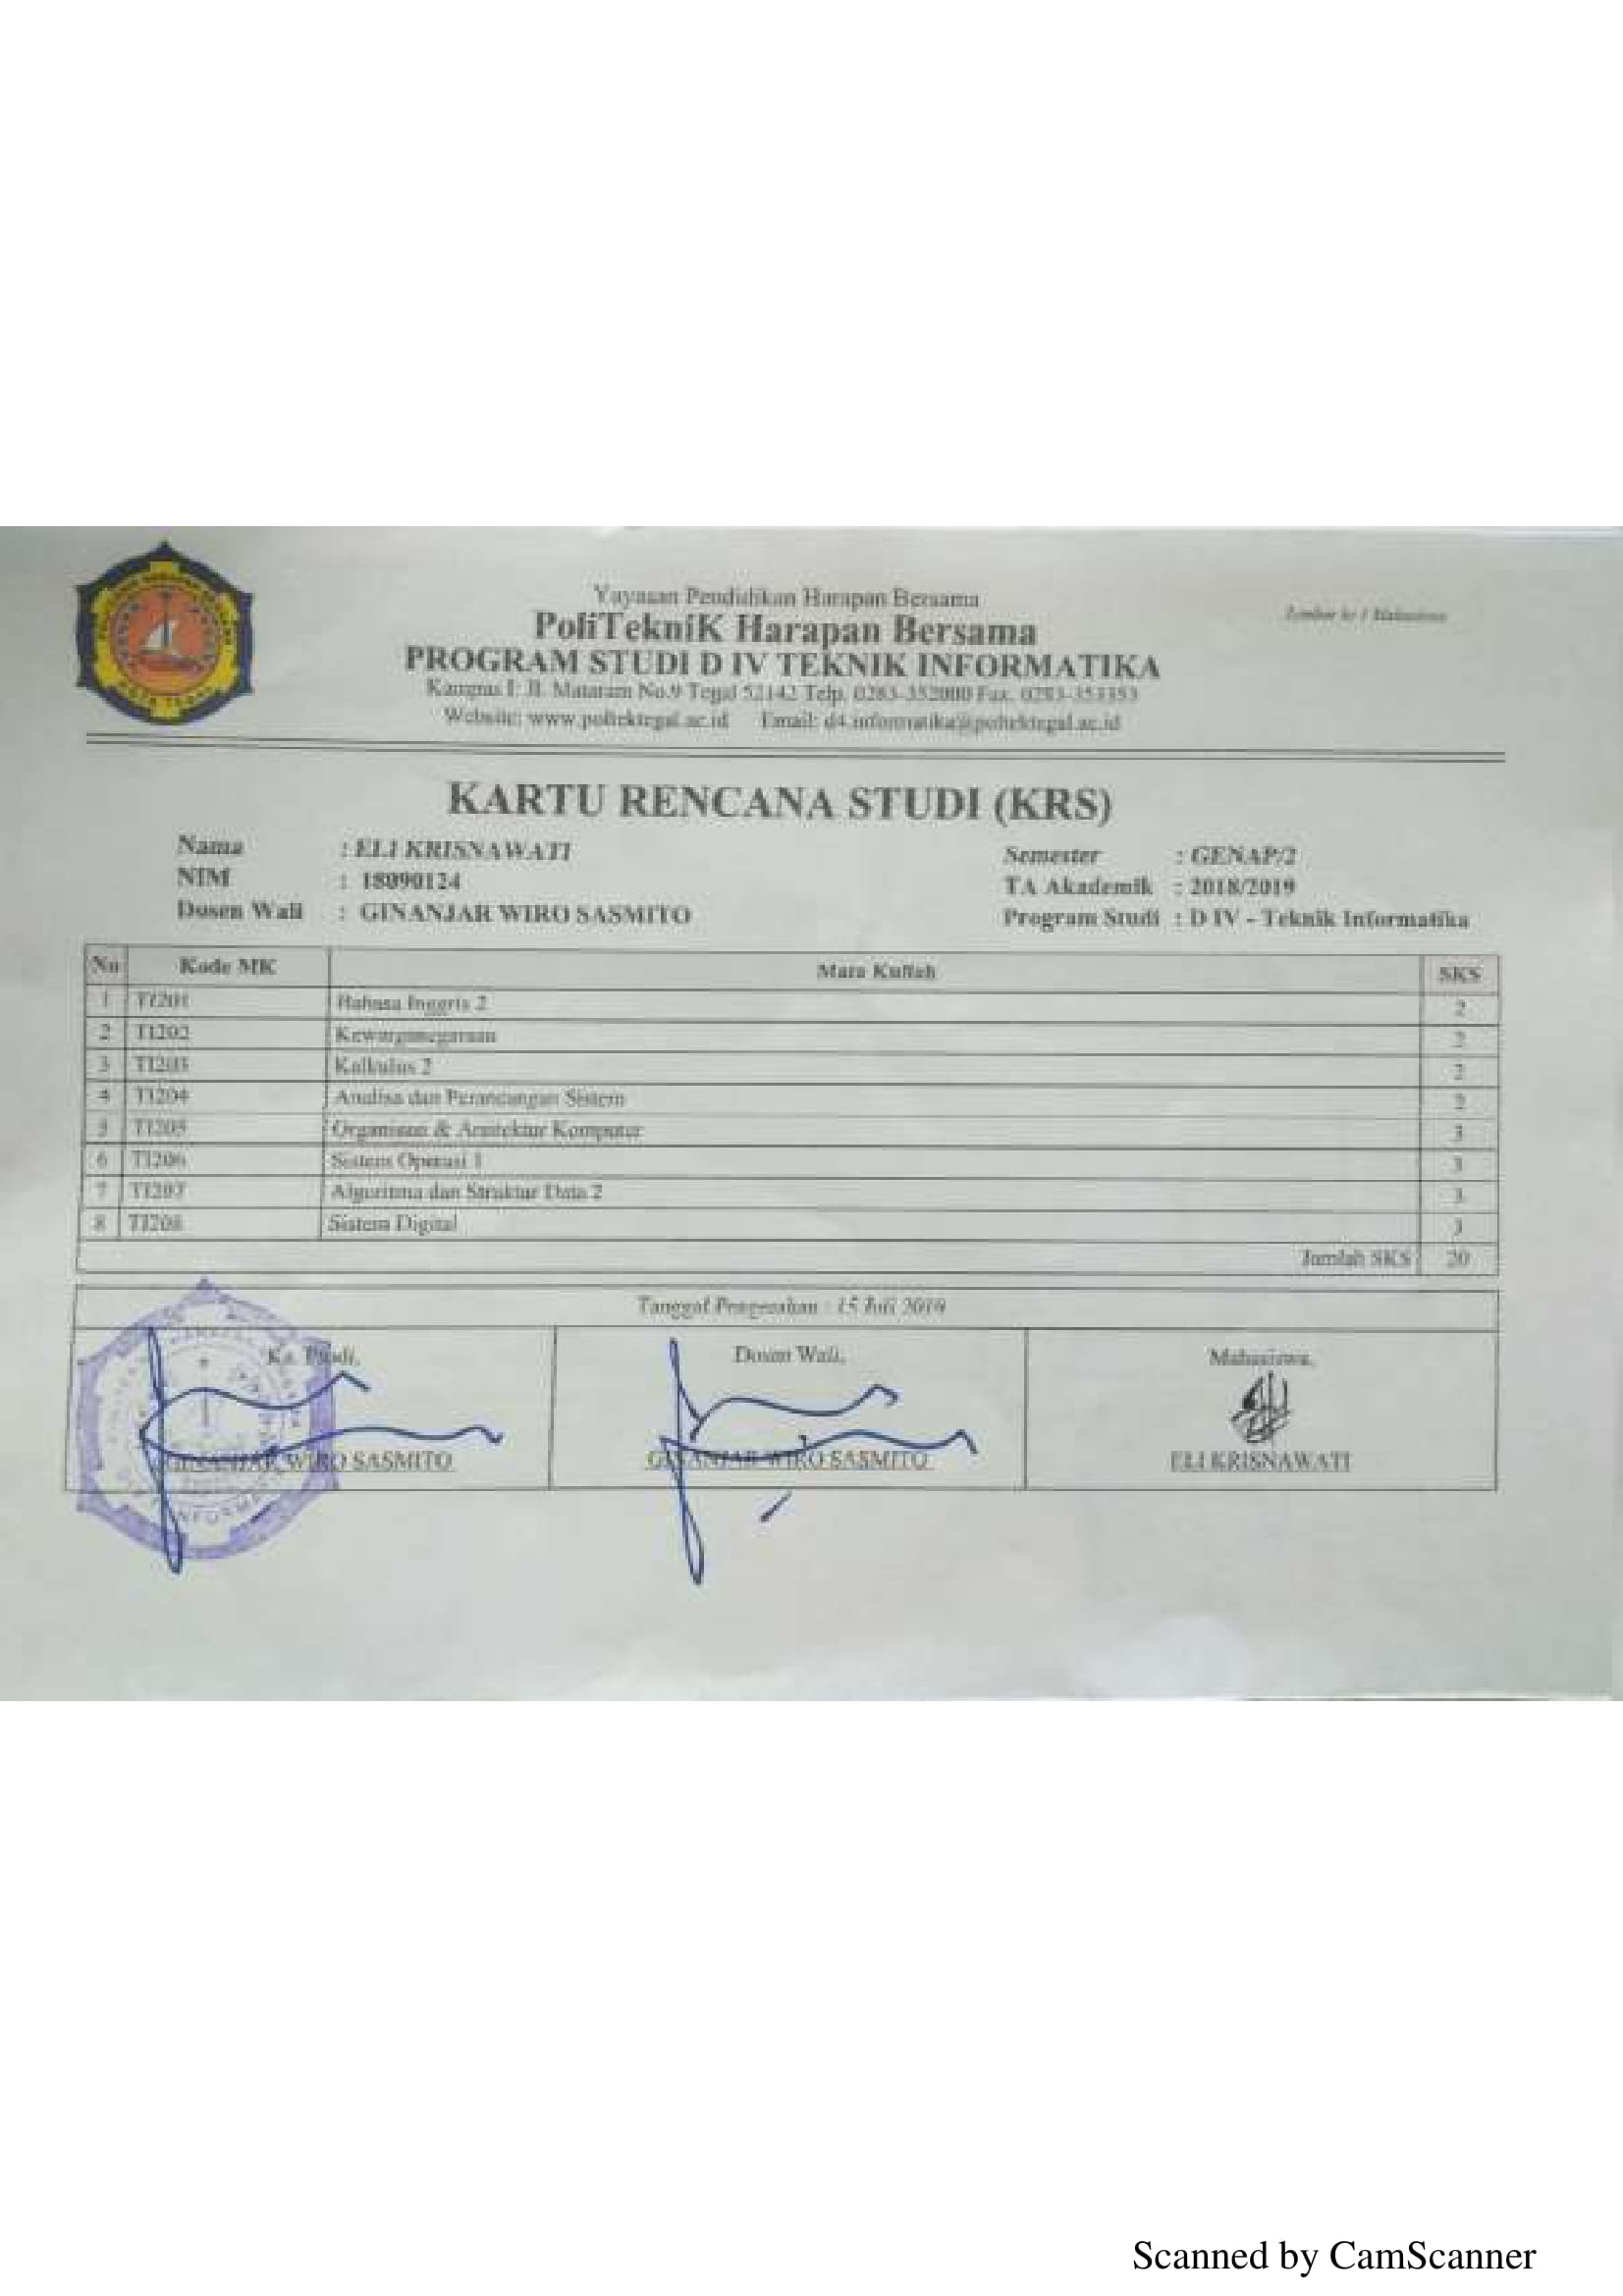 Yayasan Pendidikan Harapan Bersama
PoliTekniK Harapan Bersama
Lembar ke 1 Mahasiswa
PROGRAM STUDI D IV TEKNIK INFORMATIKA
Kampus I: Jl. Mataram No.9 Tegal 52142 Telp. 0283-352000 Fax. 0283-353353
Website: www.poltektegal.ac.id Email: d4.informatika@poltektegal.ac.id
KARTU RENCANA STUDI (KRS)
Nama : ELI KRISNAWATI Semester : GENAP/2
NIM : 18090124 TA Akademik : 2018/2019
Dosen Wali : GINANJAR WIRO SASMITO Program Studi : D IV - Teknik Informatika
No Kode MK Mata Kuliah SKS
1 TI201 Bahasa Inggris 2 2
2 TI202 Kewarganegaraan 2
3 TI203 Kalkulus 2 2
4 TI204 Analisa dan Perancangan Sistem 2
5 TI205 Organisasi & Arsitektur Komputer 3
6 TI206 Sistem Operasi 1 3
7 TI207 Algoritma dan Struktur Data 2 3
8 TI208 Sistem Digital 3
Jumlah SKS 20
Tanggal Pengesahan : 15 Juli 2019
Ka. Prodi, Dosen Wali, Mahasiswa,
GINANJAR WIRO SASMITO GINANJAR WIRO SASMITO ELI KRISNAWATI
Scanned by CamScanner